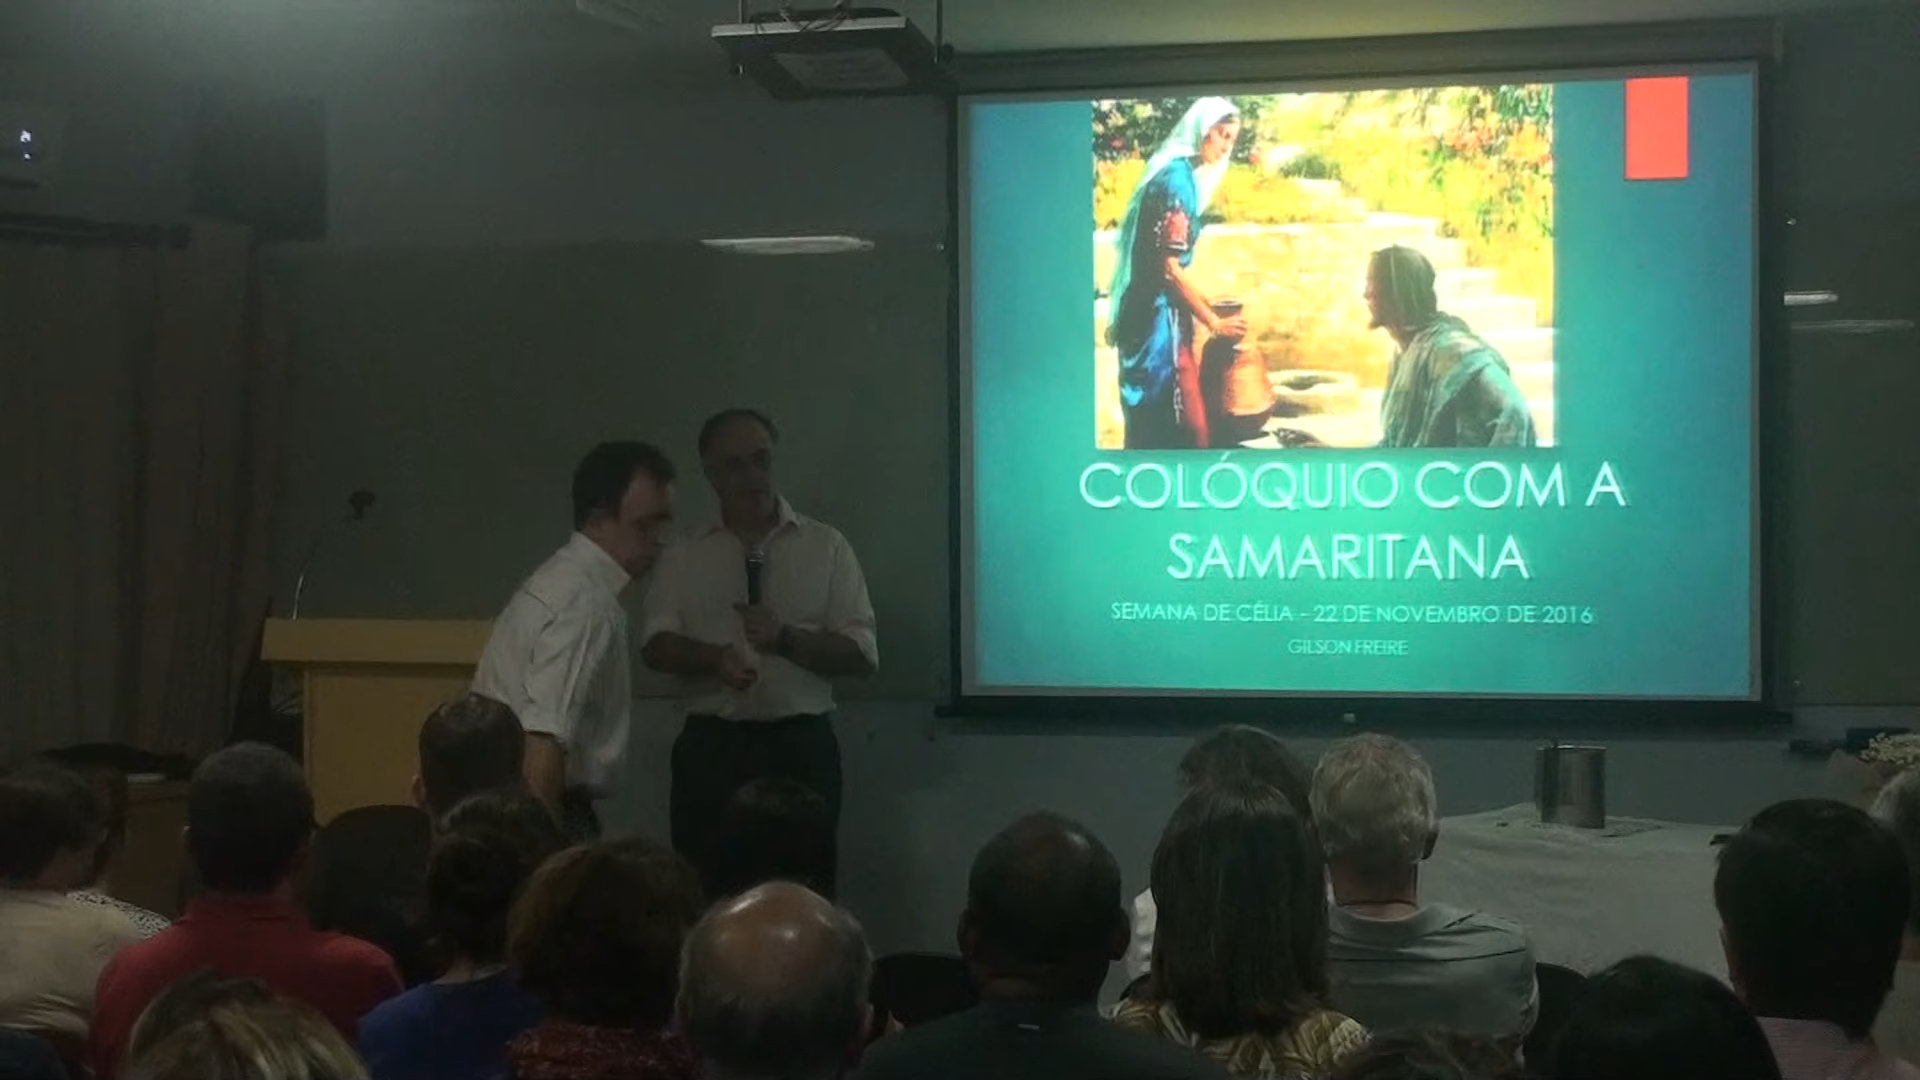 COLÓQUIO COM A
SAMARITANA
SEMANA DE CÉLIA - 22 DE NOVEMBRO DE 2016
GILSON FREIRE